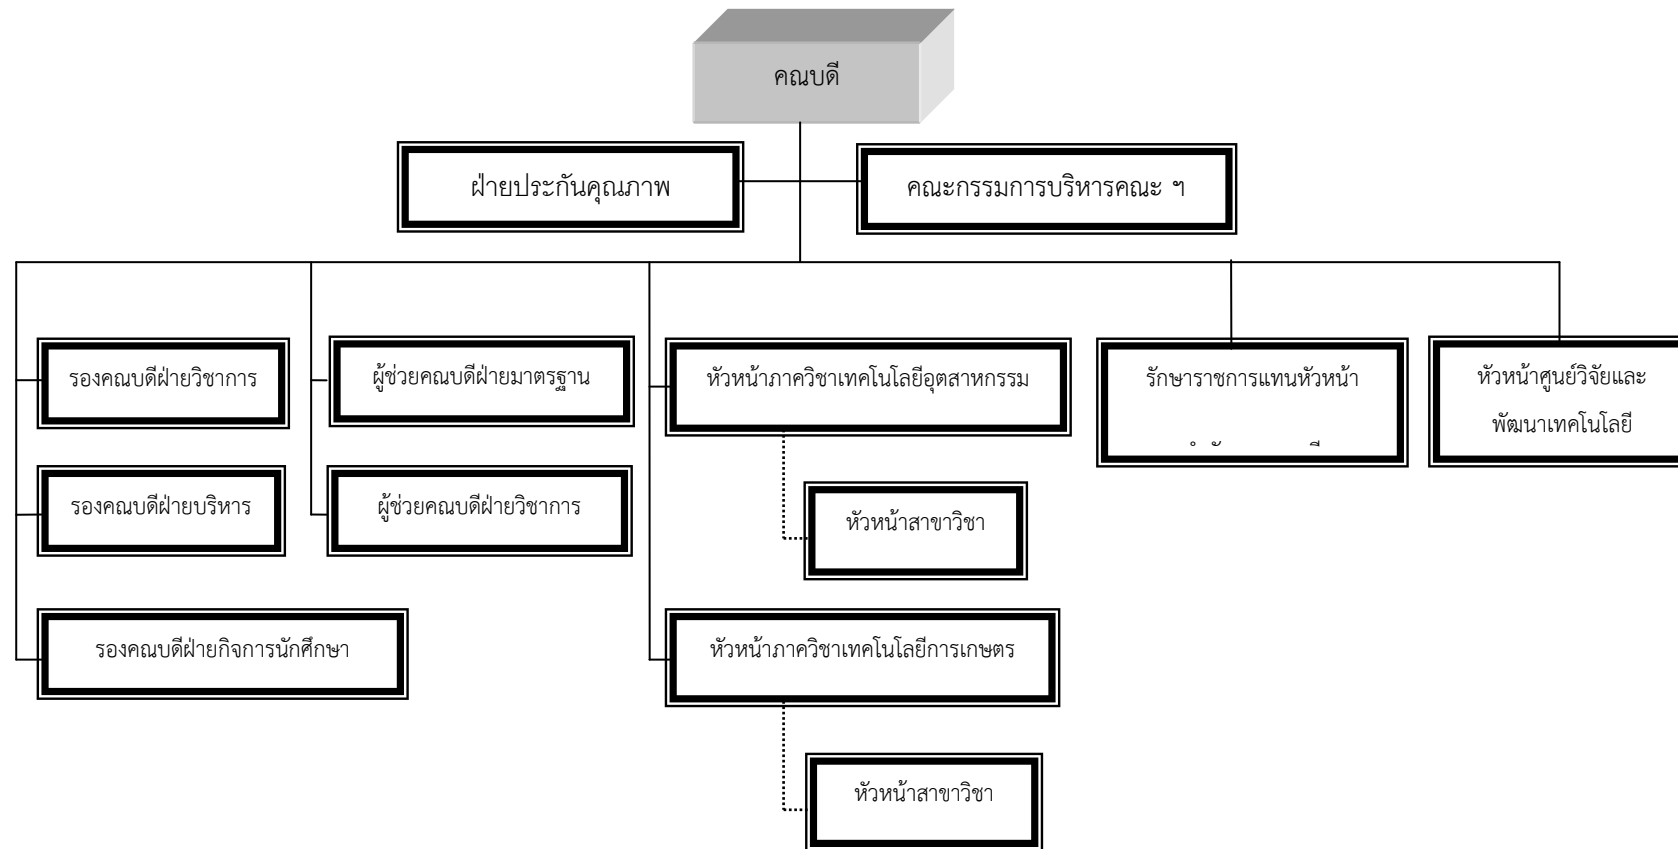 คณบดี
ฝ่ายประกันคุณภาพ
คณะกรรมการบริหารคณะ ฯ
รองคณบดีฝ่ายวิชาการ
ผู้ช่วยคณบดีฝ่ายมาตรฐาน
หัวหน้าภาควิชาเทคโนโลยีอุตสาหกรรม
รักษาราชการแทนหัวหน้า
หัวหน้าศูนย์วิจัยและ
พัฒนาเทคโนโลยี
รองคณบดีฝ่ายบริหาร
ผู้ช่วยคณบดีฝ่ายวิชาการ
หัวหน้าสาขาวิชา
รองคณบดีฝ่ายกิจการนักศึกษา
หัวหน้าภาควิชาเทคโนโลยีการเกษตร
หัวหน้าสาขาวิชา